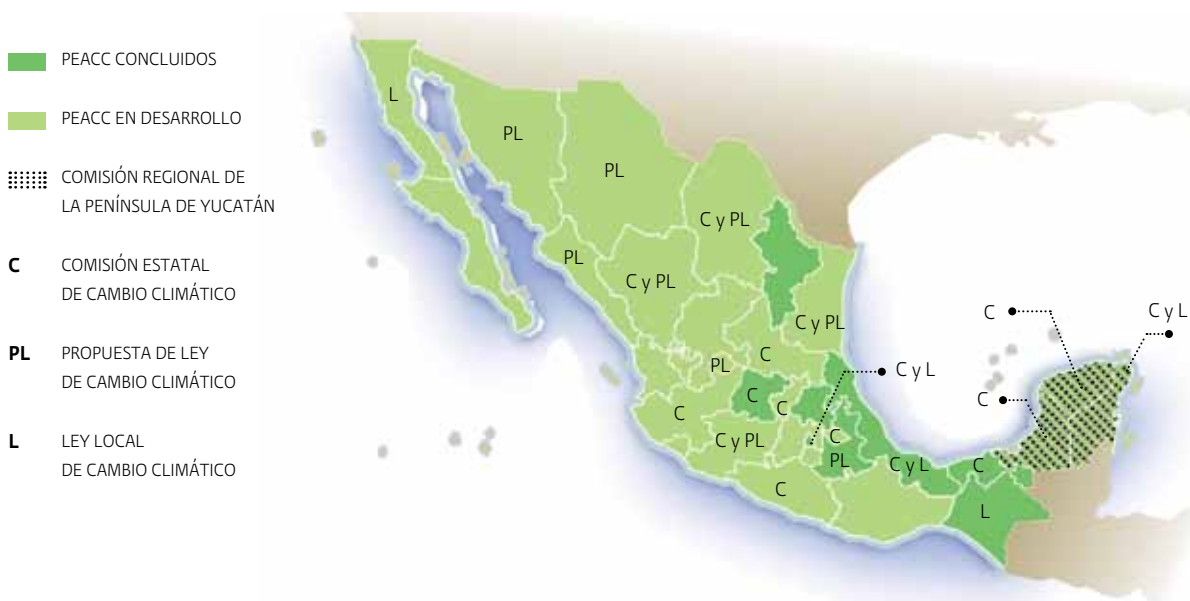 PEACC CONCLUIDOS
PEACC EN DESARROLLO
COMISIÓN REGIONAL DE
LA PENÍNSULA DE YUCATÁN
C COMISIÓN ESTATAL
DE CAMBIO CLIMÁTICO
PL PROPUESTA DE LEY
DE CAMBIO CLIMÁTICO
L LEY LOCAL
DE CAMBIO CLIMÁTICO
L
PL
PL
C y PL
PL
C y PL
C y PL
C
C y L
C
PL
C y L
C
C
C
C
C y PL
C
PL
C y L
C
C
L